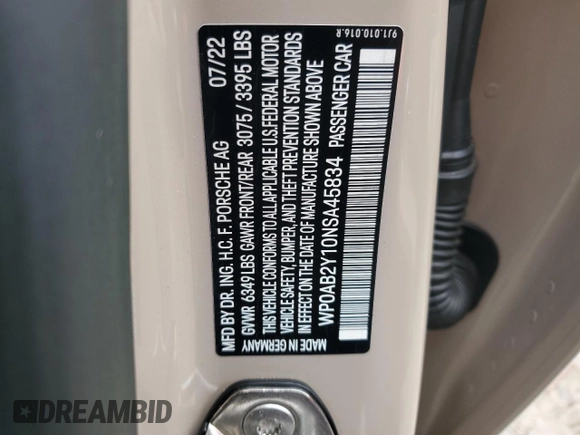 MFD BY DR. ING. H.C. F. PORSCHE AG 07/22
GVWR 6349 LBS GAWR FRONT/REAR 3075 / 3395 LBS
THIS VEHICLE CONFORMS TO ALL APPLICABLE U.S. FEDERAL MOTOR
VEHICLE SAFETY, BUMPER, AND THEFT PREVENTION STANDARDS
IN EFFECT ON THE DATE OF MANUFACTURE SHOWN ABOVE
WP0AB2Y10NSA45834 PASSENGER CAR
MADE IN GERMANY
9J1.010.016.R
DREAMBID